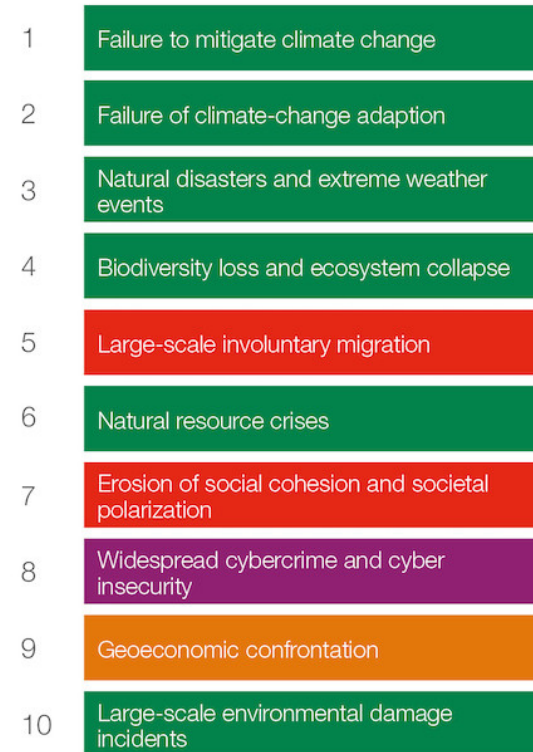 1 Failure to mitigate climate change
2 Failure of climate-change adaption
3 Natural disasters and extreme weather
events
4 Biodiversity loss and ecosystem collapse
5 Large-scale involuntary migration
6 Natural resource crises
7 Erosion of social cohesion and societal
polarization
8 Widespread cybercrime and cyber
insecurity
9 Geoeconomic confrontation
10 Large-scale environmental damage
incidents